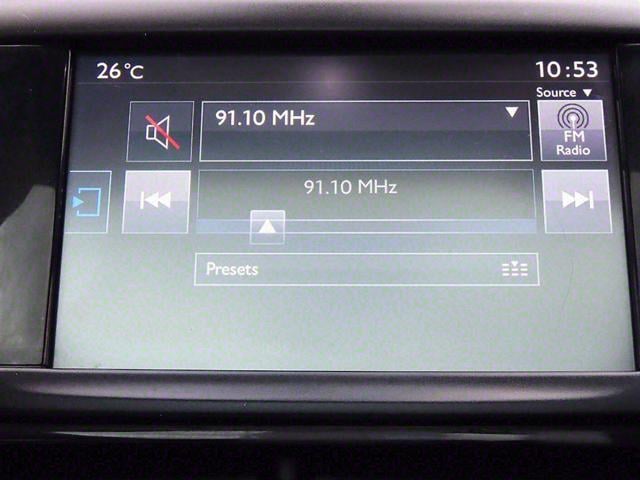 26°C 10:53
Source ▼
91.10 MHz ▼
FM
Radio
91.10 MHz
Presets